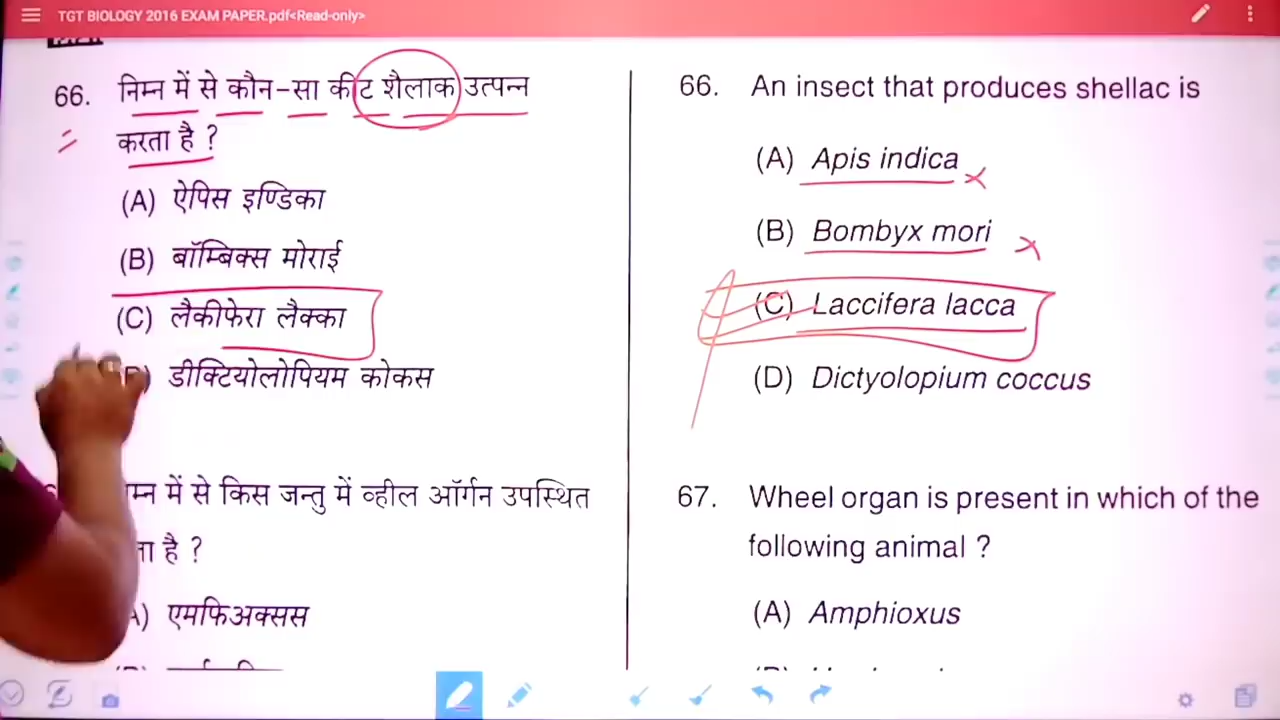 TGT BIOLOGY 2016 EXAM PAPER.pdf<Read-only>
66. निम्न में से कौन-सा कीट शैलाक उत्पन्न
करता है ?
(A) ऐपिस इण्डिका
(B) बॉम्बिक्स मोराई
(C) लैकीफेरा लैक्का
डीक्टियोलोपियम कोकस
में से किस जन्तु में व्हील ऑर्गन उपस्थित
है ?
एमफिअक्सस
66. An insect that produces shellac is
(A) Apis indica
(B) Bombyx mori
(C) Laccifera lacca
(D) Dictyolopium coccus
67. Wheel organ is present in which of the
following animal ?
(A) Amphioxus